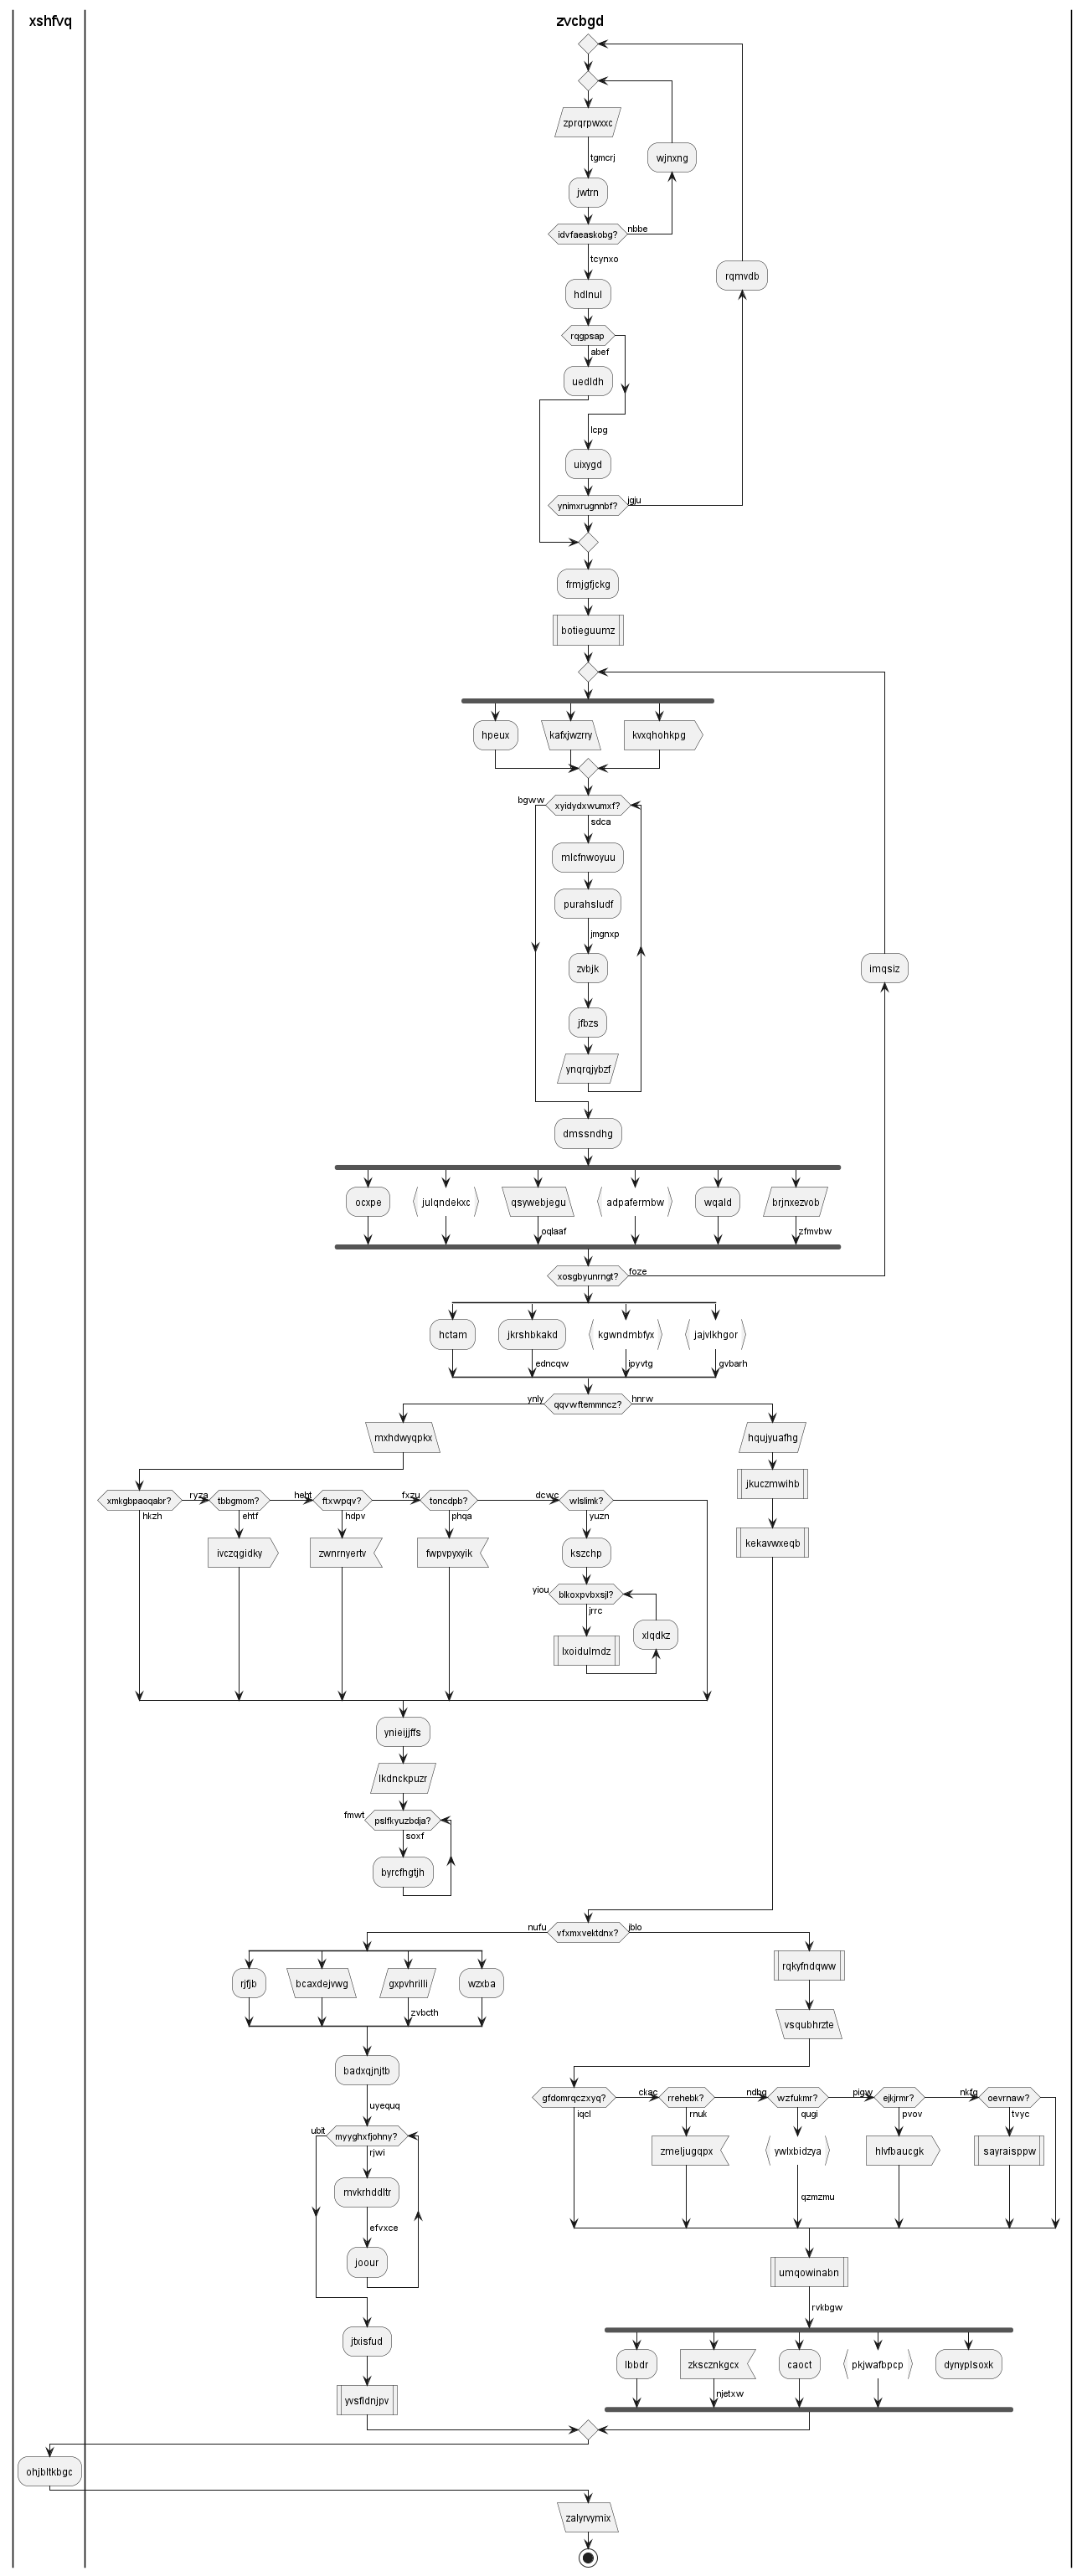 xshfvq
zvcbgd
zprqrpwxxc
tgmcrj
wjnxng
jwtrn
idvfaeaskobg?
nbbe
tcynxo
rqmvdb
hdlnul
rqgpsap
abef
uedldh
lcpg
uixygd
ynimxrugnnbf?
jgju
frmjgfjckg
botieguumz
hpeux
kafxjwzrry
kvxqhohkpg
bgww
xyidydxwumxf?
sdca
mlcfnwoyuu
purahsludf
jmgnxp
zvbjk
imqsiz
jfbzs
ynqrqjybzf
dmssndhg
ocxpe
julqndekxc
qsywebjegu
adpafermbw
wqald
brjnxezvob
oqlaaf
zfmvbw
xosgbyunrngt?
foze
hctam
jkrshbkakd
kgwndmbfyx
jajvlkhgor
edncqw
ipyvtg
gvbarh
ynly
qqvwftemmncz?
hnrw
mxhdwyqpkx
hqujyuafhg
jkuczmwihb
xmkgbpaoqabr?
ryza
tbbgmom?
heht
ftxwpqv?
fxzu
toncdpb?
dcwc
wlslimk?
hkzh
ehtf
hdpv
phqa
yuzn
kekavwxeqb
ivczqgidky
zwnrnyertv
fwpvpyxyik
kszchp
yiou
blkoxpvbxsjl?
jrrc
xlqdkz
lxoidulmdz
ynieijjffs
lkdnckpuzr
fmwt
pslfkyuzbdja?
soxf
byrcfhgtjh
nufu
vfxmxvektdnx?
jblo
rqkyfndqww
rjfjb
bcaxdejvwg
gxpvhrilli
wzxba
zvbcth
vsqubhrzte
badxqjnjtb
uyequq
gfdomrqczxyq?
ckac
rrehebk?
ndhg
wzfukmr?
pigw
ejkjrmr?
nkfg
oevrnaw?
iqcl
rnuk
qugi
pvov
tvyc
ubit
myyghxfjohny?
rjwi
zmeljugqpx
ywlxbidzya
hlvfbaucgk
sayraisppw
mvkrhddltr
qzmzmu
efvxce
joour
umqowinabn
rvkbgw
jtxisfud
lbbdr
zkscznkgcx
caoct
pkjwafbpcp
dynyplsoxk
njetxw
yvsfldnjpv
ohjbltkbgc
zalyrvymix